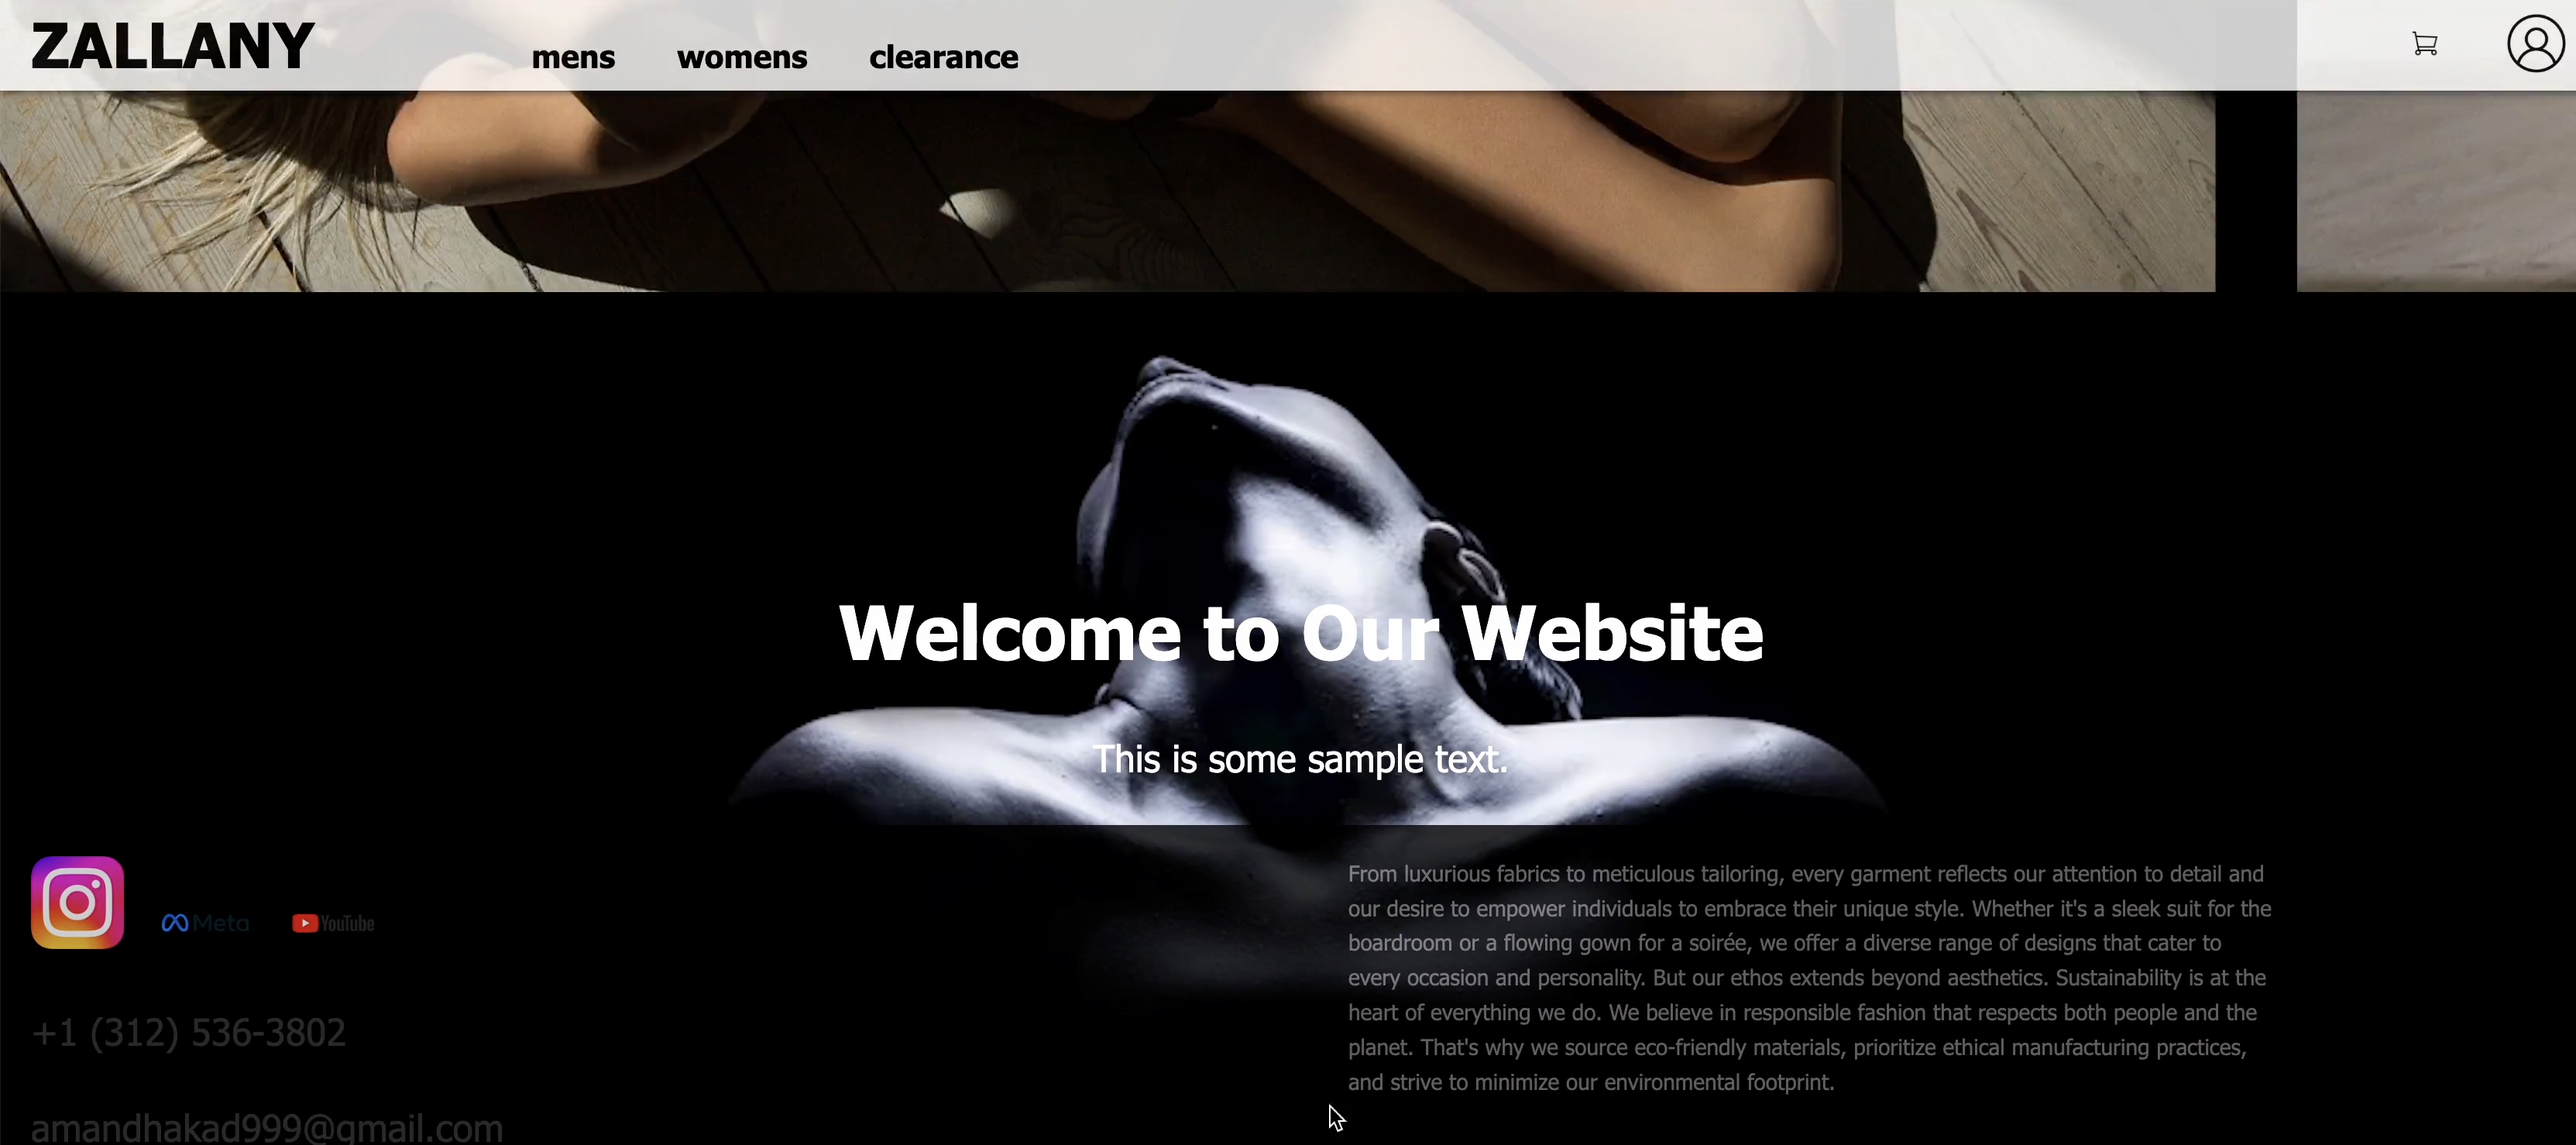 ZALLANY
mens womens clearance
Welcome to Our Website
This is some sample text.
Meta YouTube
From luxurious fabrics to meticulous tailoring, every garment reflects our attention to detail and
our desire to empower individuals to embrace their unique style. Whether it's a sleek suit for the
boardroom or a flowing gown for a soirée, we offer a diverse range of designs that cater to
every occasion and personality. But our ethos extends beyond aesthetics. Sustainability is at the
heart of everything we do. We believe in responsible fashion that respects both people and the
planet. That's why we source eco-friendly materials, prioritize ethical manufacturing practices,
and strive to minimize our environmental footprint.
+1 (312) 536-3802
amandhakad999@gmail.com